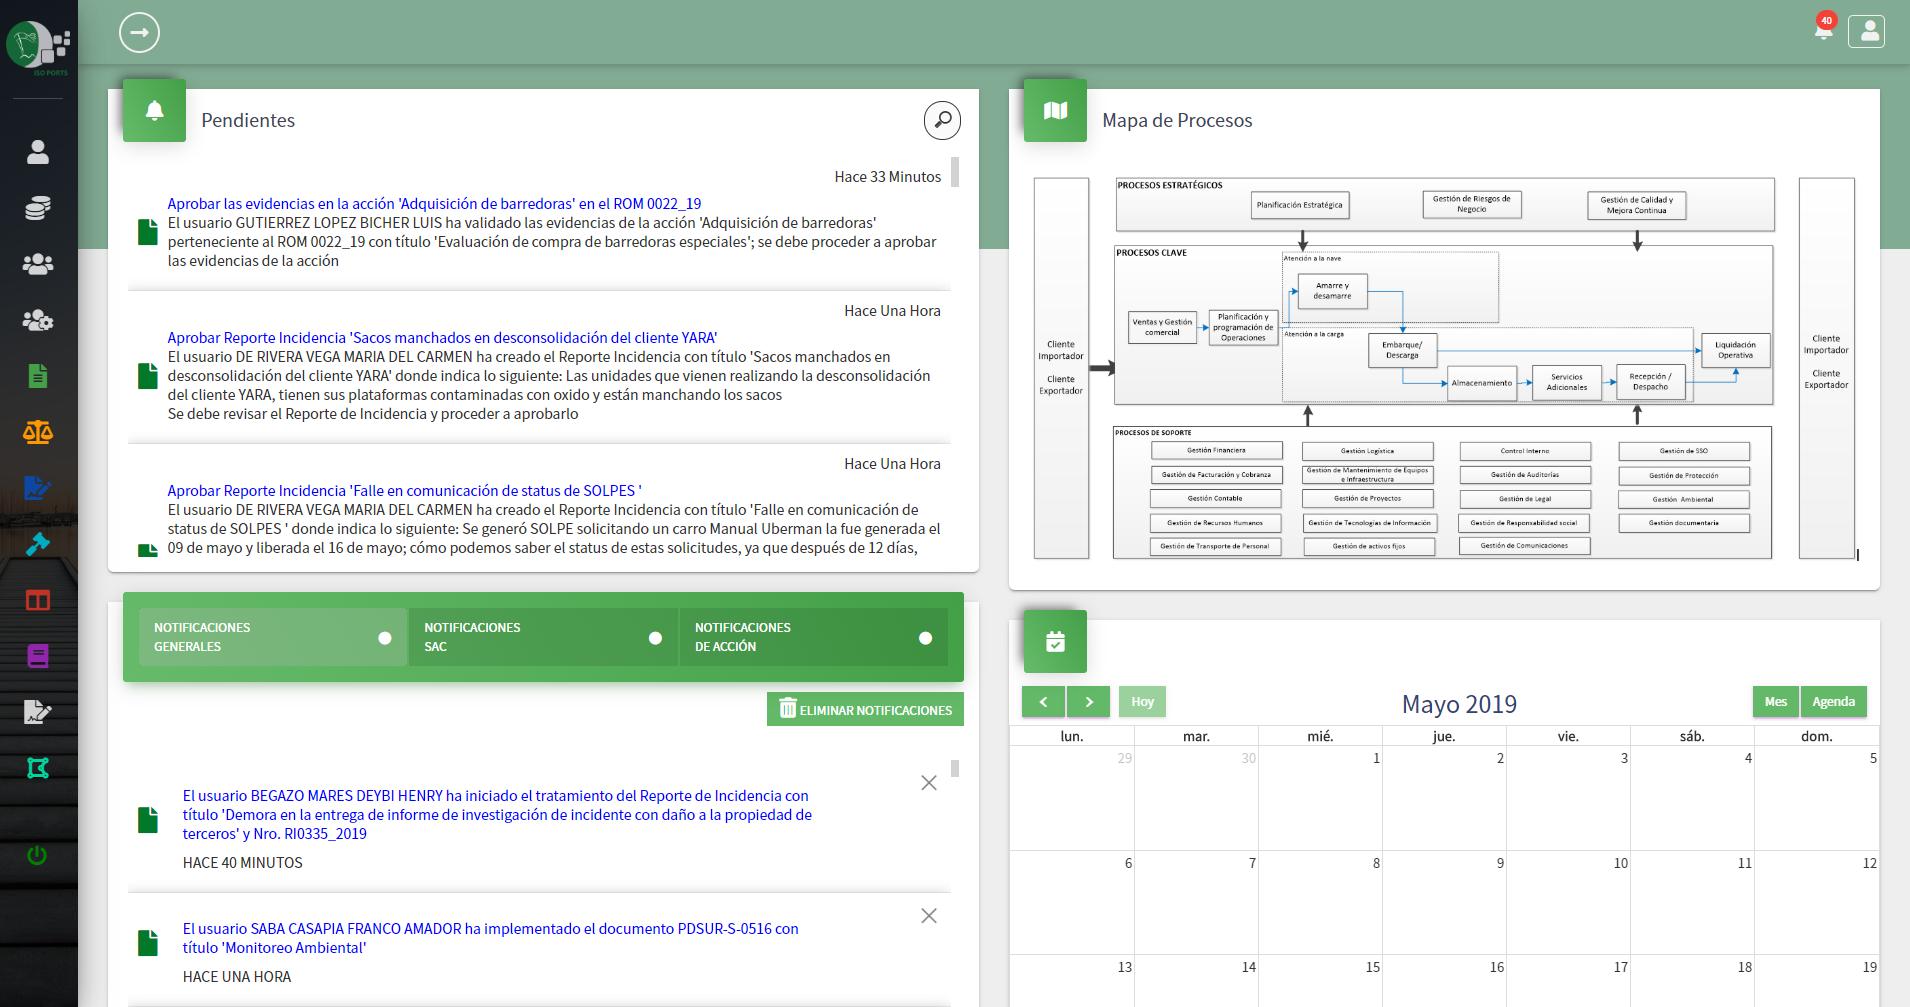 ISO PORTS
40
Pendientes
Hace 33 Minutos
Aprobar las evidencias en la acción 'Adquisición de barredoras' en el ROM 0022_19
El usuario GUTIERREZ LOPEZ BICHER LUIS ha validado las evidencias de la acción 'Adquisición de barredoras'
perteneciente al ROM 0022_19 con título 'Evaluación de compra de barredoras especiales'; se debe proceder a aprobar
las evidencias de la acción
Hace Una Hora
Aprobar Reporte Incidencia 'Sacos manchados en desconsolidación del cliente YARA'
El usuario DE RIVERA VEGA MARIA DEL CARMEN ha creado el Reporte Incidencia con título 'Sacos manchados en
desconsolidación del cliente YARA' donde indica lo siguiente: Las unidades que vienen realizando la desconsolidación
del cliente YARA, tienen sus plataformas contaminadas con oxido y están manchando los sacos
Se debe revisar el Reporte de Incidencia y proceder a aprobarlo
Hace Una Hora
Aprobar Reporte Incidencia 'Falle en comunicación de status de SOLPES '
El usuario DE RIVERA VEGA MARIA DEL CARMEN ha creado el Reporte Incidencia con título 'Falle en comunicación de
status de SOLPES ' donde indica lo siguiente: Se generó SOLPE solicitando un carro Manual Uberman la fue generada el
09 de mayo y liberada el 16 de mayo; cómo podemos saber el status de estas solicitudes, ya que después de 12 días,
NOTIFICACIONES
GENERALES
NOTIFICACIONES
SAC
NOTIFICACIONES
DE ACCIÓN
ELIMINAR NOTIFICACIONES
El usuario BEGAZO MARES DEYBI HENRY ha iniciado el tratamiento del Reporte de Incidencia con
título 'Demora en la entrega de informe de investigación de incidente con daño a la propiedad de
terceros' y Nro. RI0335_2019
HACE 40 MINUTOS
El usuario SABA CASAPIA FRANCO AMADOR ha implementado el documento PDSUR-S-0516 con
título 'Monitoreo Ambiental'
HACE UNA HORA
Mapa de Procesos
Cliente
Importador
Cliente
Exportador
PROCESOS ESTRATÉGICOS
Planificación Estratégica
Gestión de Riesgos de
Negocio
Gestión de Calidad y
Mejora Continua
PROCESOS CLAVE
Atención a la nave
Amarre y
desamarre
Ventas y Gestión
comercial
Planificación y
programación de
Operaciones
Atención a la carga
Embarque/
Descarga
Almacenamiento
Servicios
Adicionales
Recepción /
Despacho
Liquidación
Operativa
PROCESOS DE SOPORTE
Gestión Financiera
Gestión Logística
Control Interno
Gestión de SSO
Gestión de Facturación y Cobranza
Gestión de Mantenimiento de Equipos
e Infraestructura
Gestión de Auditorías
Gestión de Protección
Gestión Contable
Gestión de Proyectos
Gestión de Legal
Gestión Ambiental
Gestión de Recursos Humanos
Gestión de Tecnologías de Información
Gestión de Responsabilidad social
Gestión documentaria
Gestión de Transporte de Personal
Gestión de activos fijos
Gestión de Comunicaciones
Cliente
Importador
Cliente
Exportador
Hoy
Mayo 2019
Mes
Agenda
lun. mar. mié. jue. vie. sáb. dom.
29 30 1 2 3 4 5
6 7 8 9 10 11 12
13 14 15 16 17 18 19